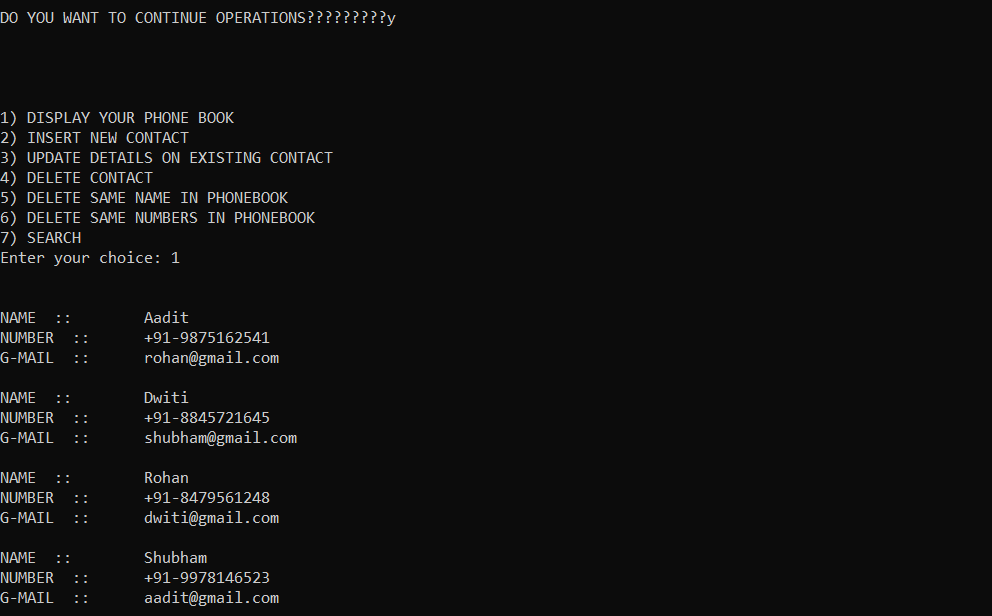 DO YOU WANT TO CONTINUE OPERATIONS?????????y
1) DISPLAY YOUR PHONE BOOK
2) INSERT NEW CONTACT
3) UPDATE DETAILS ON EXISTING CONTACT
4) DELETE CONTACT
5) DELETE SAME NAME IN PHONEBOOK
6) DELETE SAME NUMBERS IN PHONEBOOK
7) SEARCH
Enter your choice: 1
NAME  ::        Aadit
NUMBER  ::      +91-9875162541
G-MAIL  ::      rohan@gmail.com
NAME  ::        Dwiti
NUMBER  ::      +91-8845721645
G-MAIL  ::      shubham@gmail.com
NAME  ::        Rohan
NUMBER  ::      +91-8479561248
G-MAIL  ::      dwiti@gmail.com
NAME  ::        Shubham
NUMBER  ::      +91-9978146523
G-MAIL  ::      aadit@gmail.com